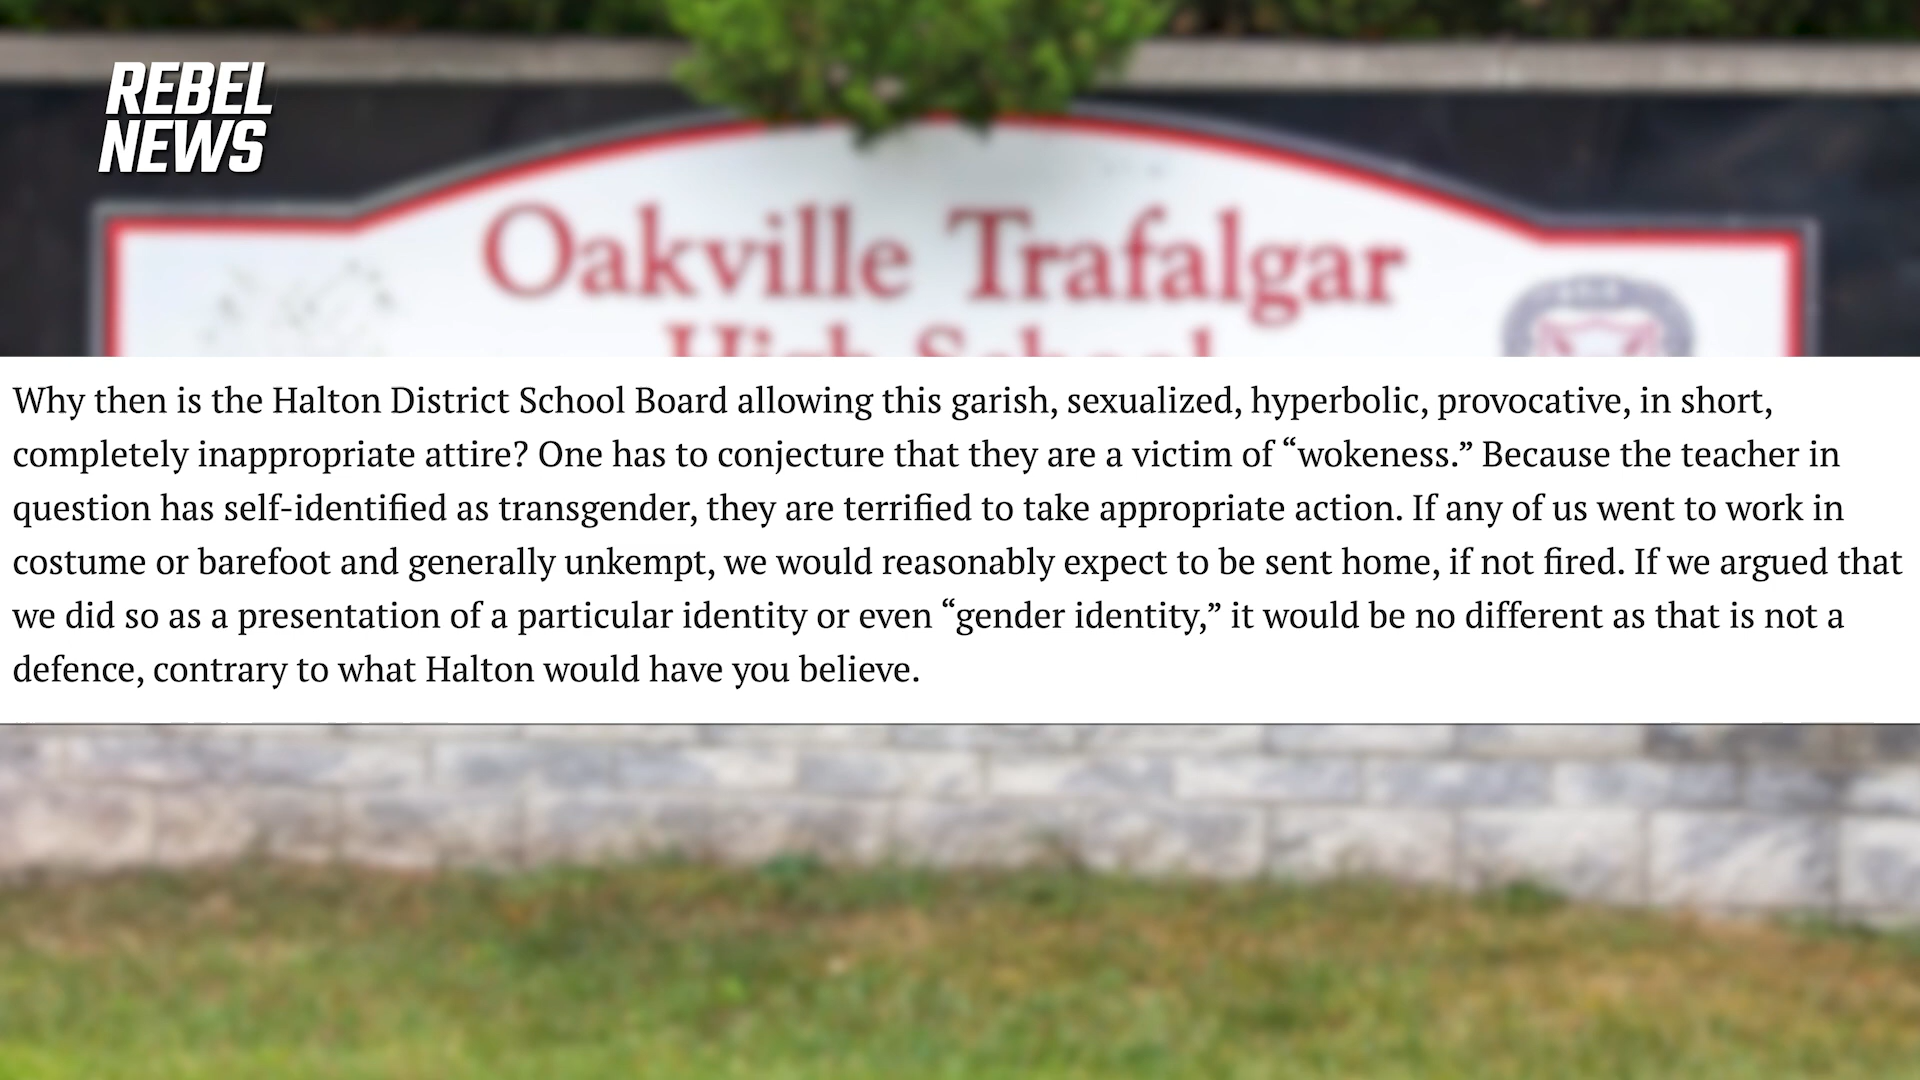 REBEL
NEWS
Oakville Trafalgar
High School
Why then is the Halton District School Board allowing this garish, sexualized, hyperbolic, provocative, in short,
completely inappropriate attire? One has to conjecture that they are a victim of “wokeness.” Because the teacher in
question has self-identified as transgender, they are terrified to take appropriate action. If any of us went to work in
costume or barefoot and generally unkempt, we would reasonably expect to be sent home, if not fired. If we argued that
we did so as a presentation of a particular identity or even “gender identity,” it would be no different as that is not a
defence, contrary to what Halton would have you believe.